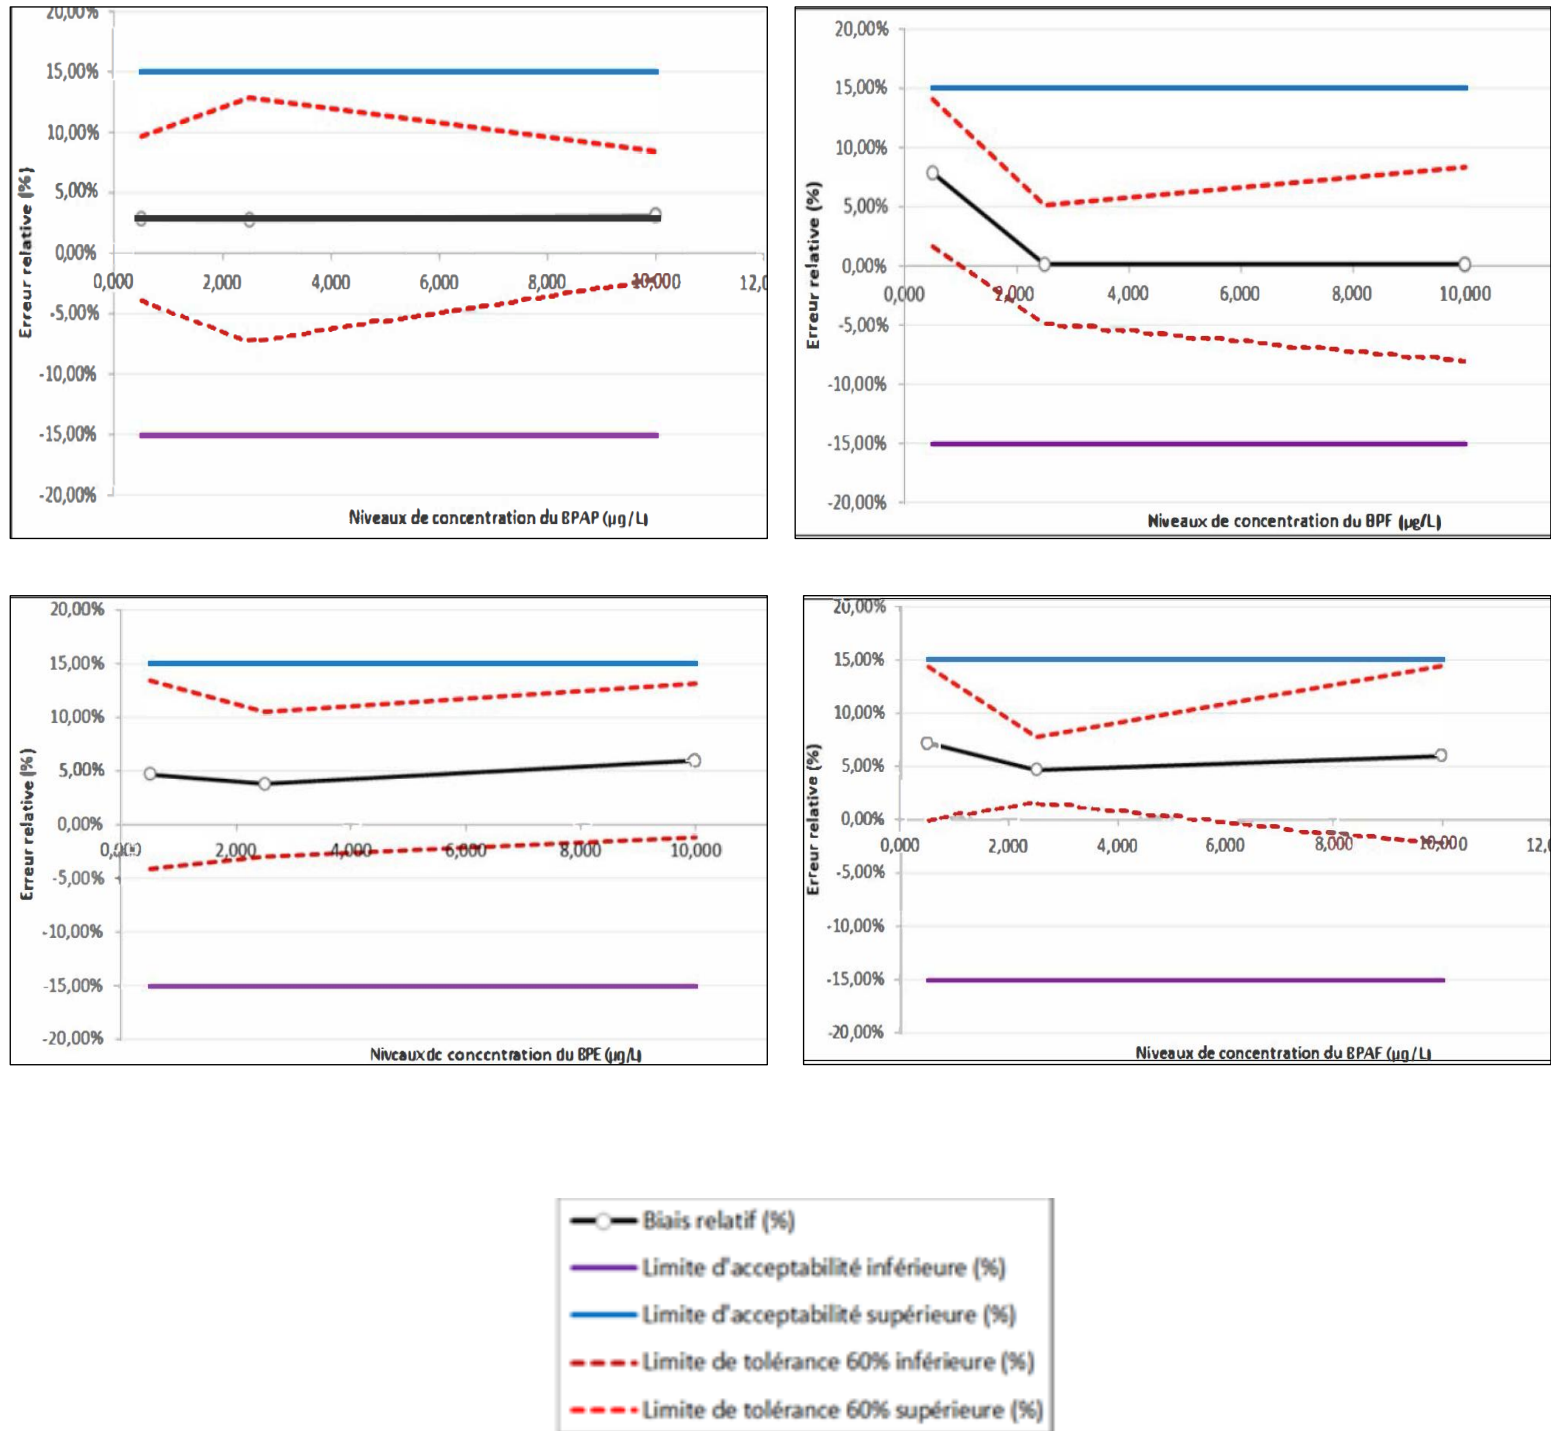 20,00%
15,00%
10,00%
5,00%
0,00%
-5,00%
-10,00%
-15,00%
-20,00%
Erreur relative (%)
0,000 2,000 4,000 6,000 8,000 10,000 12,0
Niveaux de concentration du BPAP (µg/L)
20,00%
15,00%
10,00%
5,00%
0,00%
-5,00%
-10,00%
-15,00%
-20,00%
Erreur relative (%)
0,000 2,000 4,000 6,000 8,000 10,000
Niveaux de concentration du BPF (µg/L)
20,00%
15,00%
10,00%
5,00%
0,00%
-5,00%
-10,00%
-15,00%
-20,00%
Erreur relative (%)
0,000 2,000 4,000 6,000 8,000 10,000
Niveaux de concentration du BPE (µg/L)
20,00%
15,00%
10,00%
5,00%
0,00%
-5,00%
-10,00%
-15,00%
-20,00%
Erreur relative (%)
0,000 2,000 4,000 6,000 8,000 10,000 12,
Niveaux de concentration du BPAF (µg/L)
Biais relatif (%)
Limite d'acceptabilité inférieure (%)
Limite d'acceptabilité supérieure (%)
Limite de tolérance 60% inférieure (%)
Limite de tolérance 60% supérieure (%)